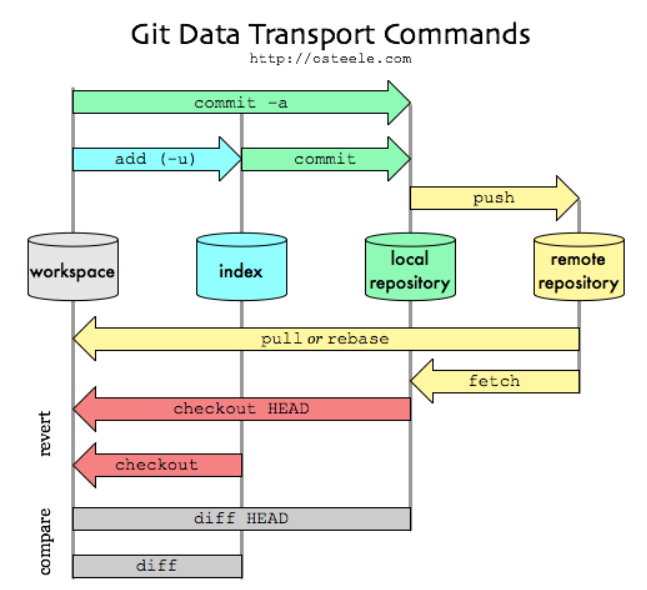 Git Data Transport Commands
http://osteele.com
commit -a
add (-u)
commit
push
workspace
index
local
repository
remote
repository
pull or rebase
fetch
revert
checkout HEAD
checkout
compare
diff HEAD
diff